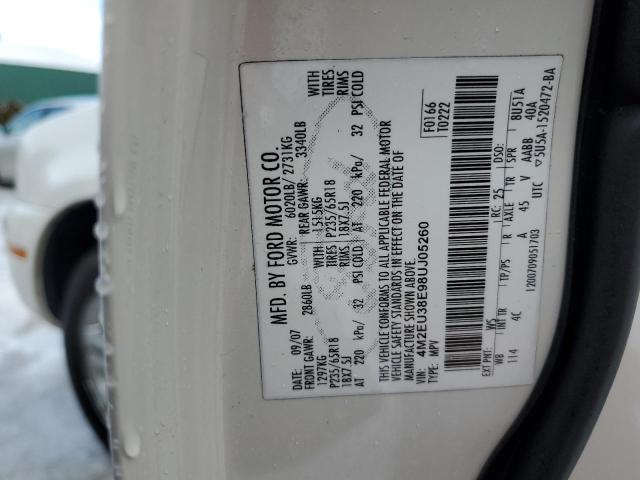 MFD. BY FORD MOTOR CO.
DATE: 09/07 GVWR: 6020LB/ 2731KG
FRONT GAWR: 2860LB REAR GAWR: 3340LB
1297KG 1515KG WITH
P235/65R18 P235/65R18 TIRES
18X7.5J RIMS 18X7.5J RIMS
AT 220 kPa/ 32 PSI COLD AT 220 kPa/ 32 PSI COLD
WITH
TIRES
THIS VEHICLE CONFORMS TO ALL APPLICABLE FEDERAL MOTOR
VEHICLE SAFETY STANDARDS IN EFFECT ON THE DATE OF
MANUFACTURE SHOWN ABOVE.
VIN: 4M2EU38E98UJ05260
TYPE: MPV
F0166
T0222
EXT PNT: W5 RC: 25 DSO:
WB INT TR TP/PS R AXLE TR SPR BU51A
114 4C A 45 V AABB 40A
1200709051703 UTC 5U5A-1520472-BA